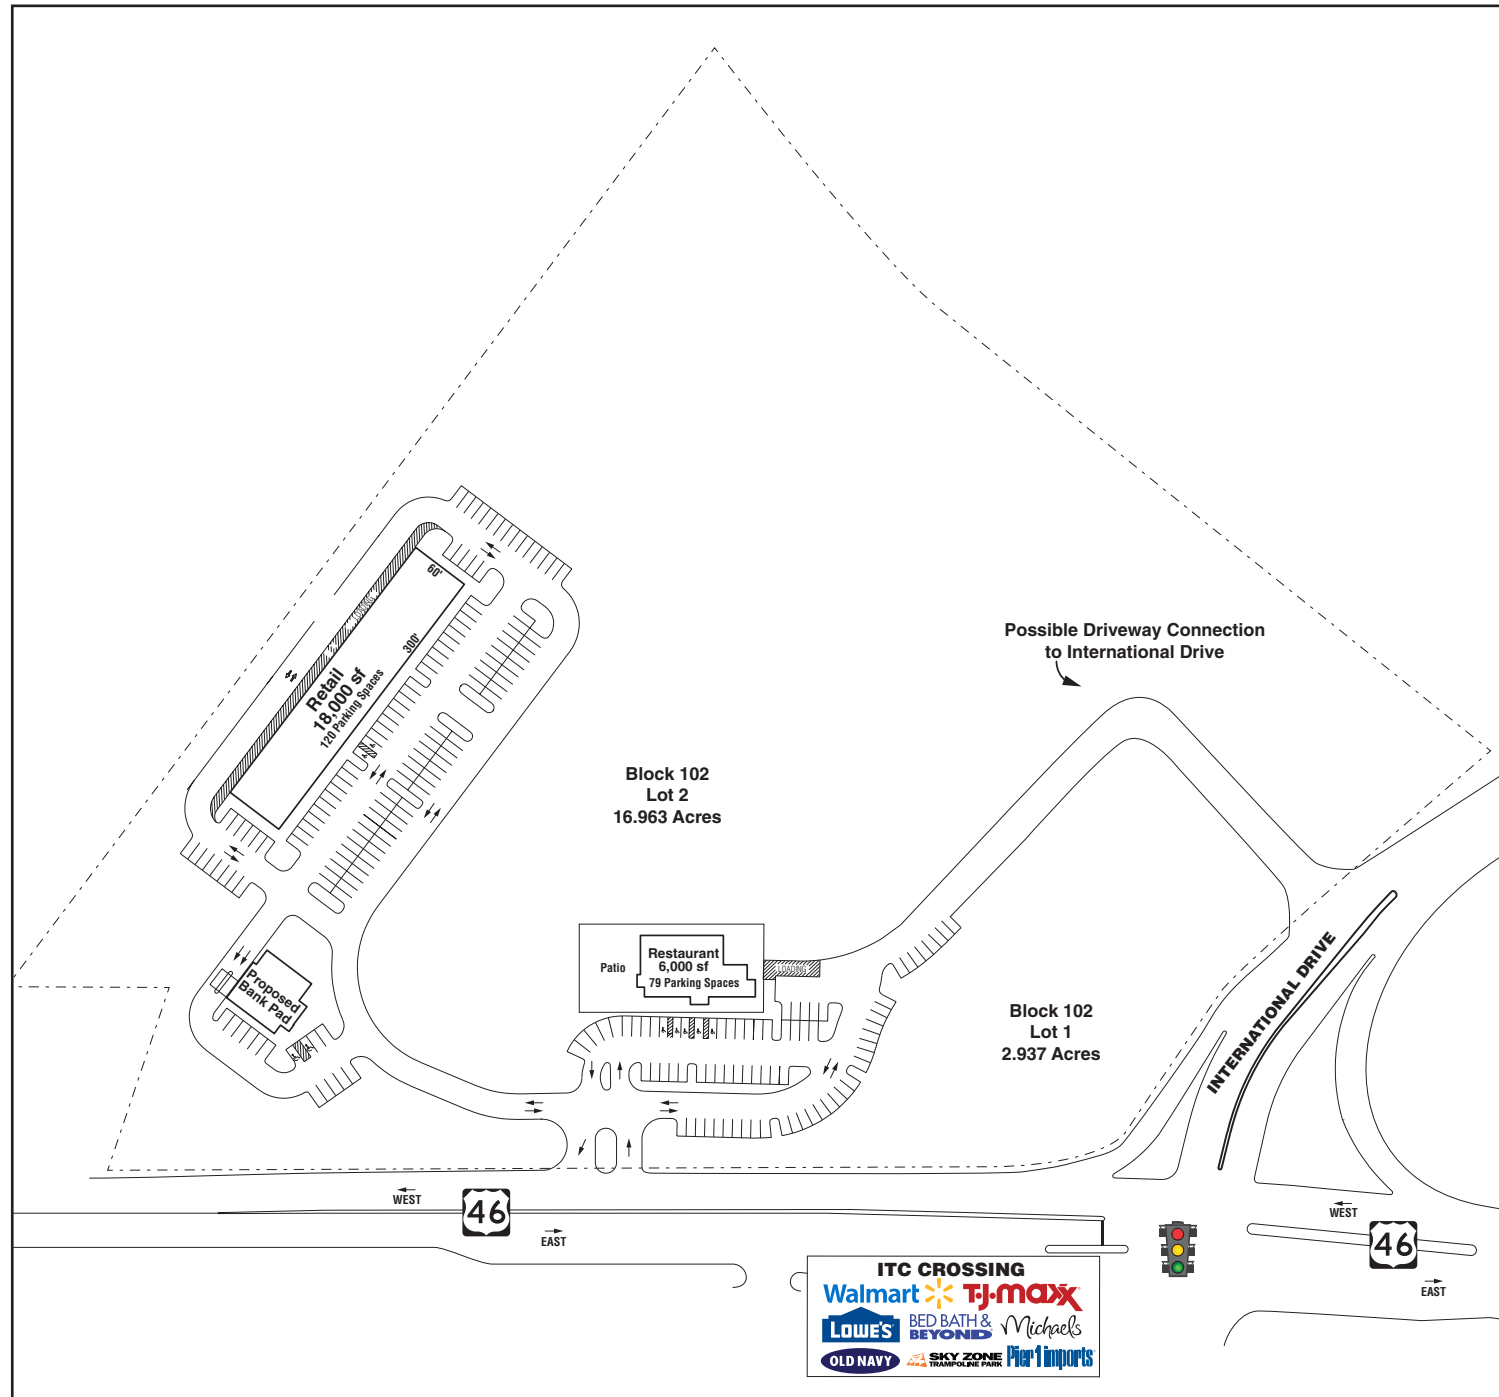 60'
LOADING
300'
Retail
18,000 sf
120 Parking Spaces
Possible Driveway Connection
to International Drive
Block 102
Lot 2
16.963 Acres
Proposed
Bank Pad
Patio
Restaurant
6,000 sf
79 Parking Spaces
LOADING
Block 102
Lot 1
2.937 Acres
INTERNATIONAL DRIVE
WEST
46
EAST
WEST
46
EAST
ITC CROSSING
Walmart T·J·maxx
LOWE'S BED BATH &
BEYOND Michaels
OLD NAVY SKY ZONE
TRAMPOLINE PARK Pier 1 imports